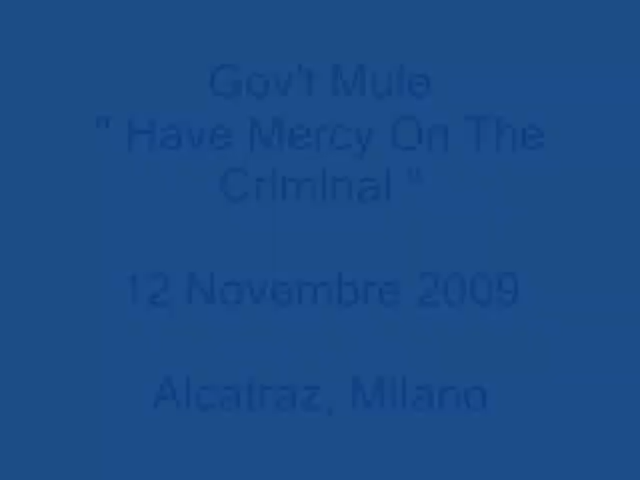 Gov't Mule
" Have Mercy On The
Criminal "
12 Novembre 2009
Alcatraz, Milano